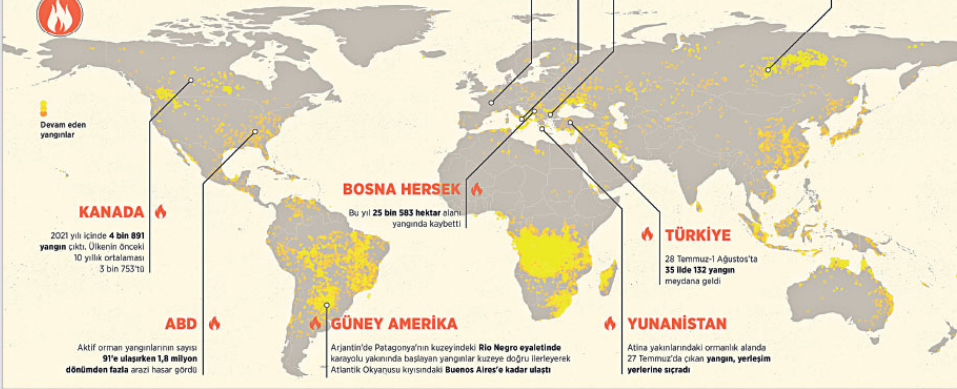 Devam eden
yangınlar
KANADA
2021 yılı içinde 4 bin 891
yangın çıktı. Ülkenin önceki
10 yıllık ortalaması
3 bin 753'tü
BOSNA HERSEK
Bu yıl 25 bin 583 hektar alanı
yangında kaybetti
TÜRKİYE
28 Temmuz-1 Ağustos'ta
35 ilde 132 yangın
meydana geldi
ABD
Aktif orman yangınlarının sayısı
91'e ulaşırken 1,8 milyon
dönümden fazla arazi hasar gördü
GÜNEY AMERİKA
Arjantin'de Patagonya'nın kuzeyindeki Rio Negro eyaletinde
karayolu yakınında başlayan yangınlar kuzeye doğru ilerleyerek
Atlantik Okyanusu kıyısındaki Buenos Aires'e kadar ulaştı
YUNANİSTAN
Atina yakınlarındaki ormanlık alanda
27 Temmuz'da çıkan yangın, yerleşim
yerlerine sıçradı